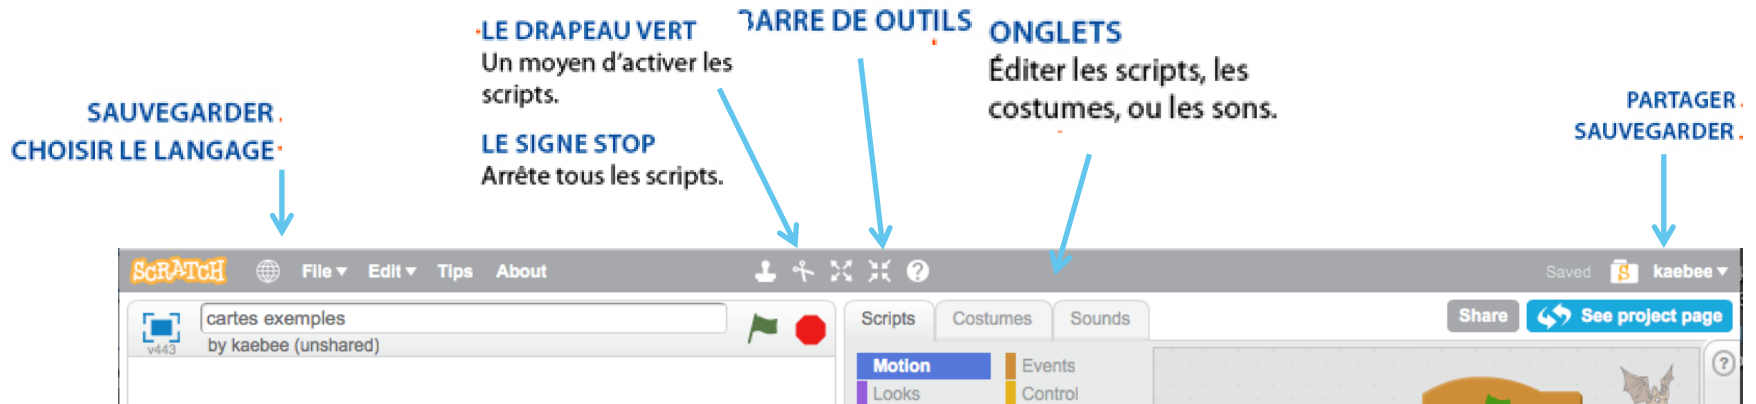 LE DRAPEAU VERT
Un moyen d'activer les
scripts.
LE SIGNE STOP
Arrête tous les scripts.
BARRE DE OUTILS
ONGLETS
Éditer les scripts, les
costumes, ou les sons.
SAUVEGARDER
CHOISIR LE LANGAGE
PARTAGER
SAUVEGARDER
SCRATCH File Edit Tips About Saved kaebee
cartes exemples
by kaebee (unshared)
v443
Scripts Costumes Sounds
Share See project page
Motion Events
Looks Control